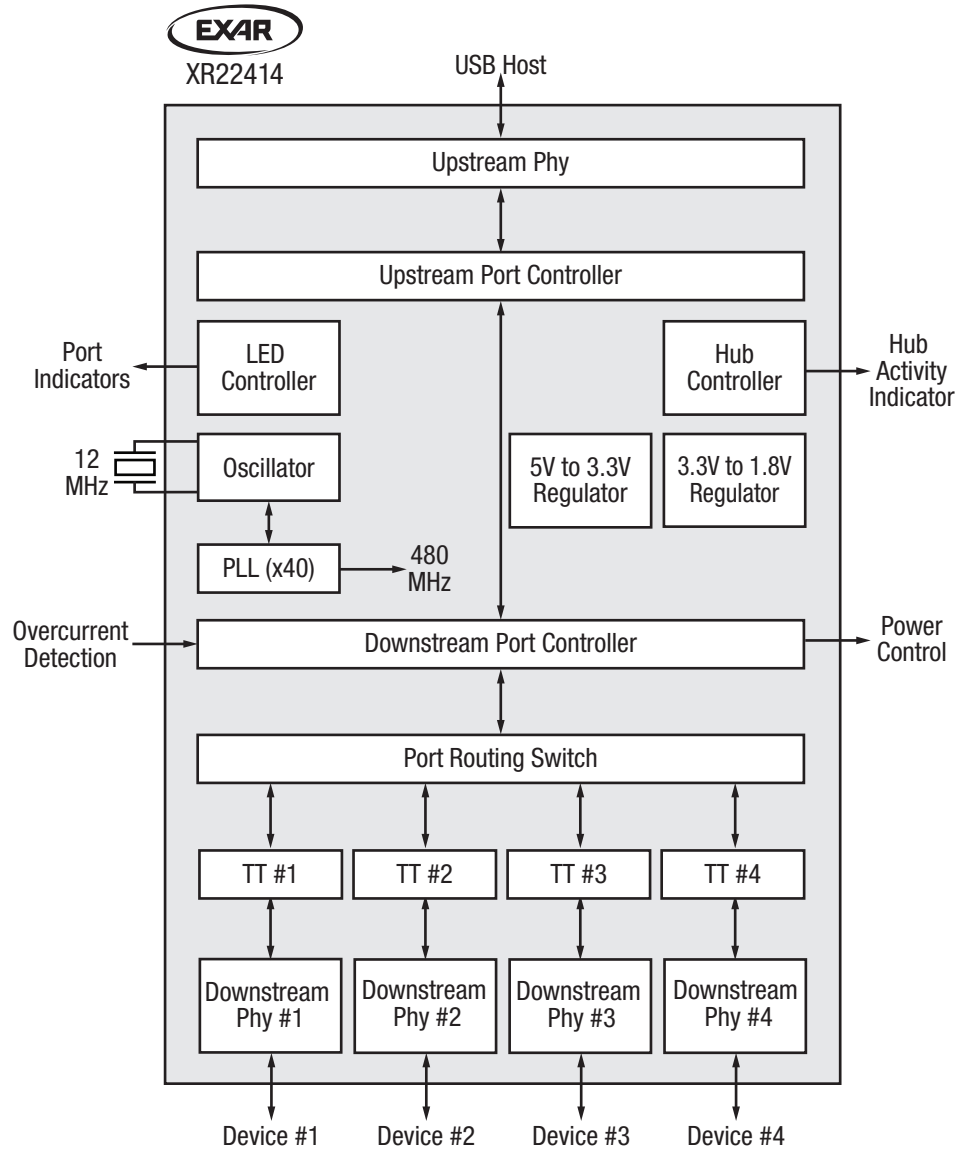 EXAR
XR22414
USB Host
Upstream Phy
Upstream Port Controller
Port
Indicators
LED
Controller
Hub
Controller
Hub
Activity
Indicator
12
MHz
Oscillator
5V to 3.3V
Regulator
3.3V to 1.8V
Regulator
PLL (x40)
480
MHz
Overcurrent
Detection
Downstream Port Controller
Power
Control
Port Routing Switch
TT #1
TT #2
TT #3
TT #4
Downstream
Phy #1
Downstream
Phy #2
Downstream
Phy #3
Downstream
Phy #4
Device #1
Device #2
Device #3
Device #4